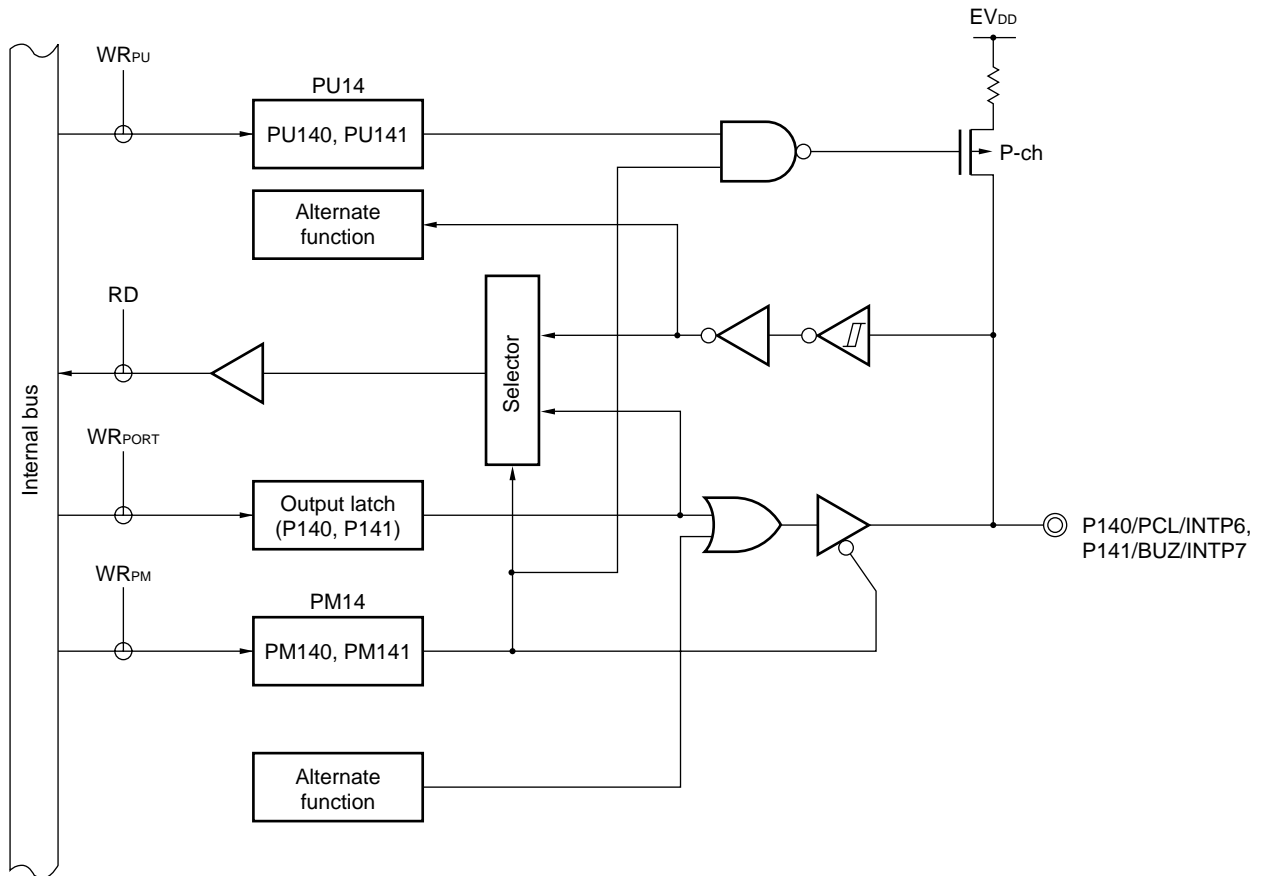 EVDD
WRPU
PU14
PU140, PU141
P-ch
Alternate
function
RD
Selector
Internal bus
WRPORT
Output latch
(P140, P141)
P140/PCL/INTP6,
P141/BUZ/INTP7
WRPM
PM14
PM140, PM141
Alternate
function